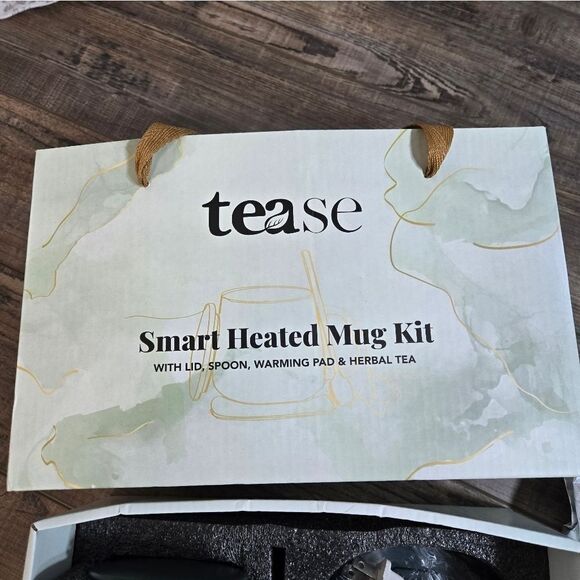 tease
Smart Heated Mug Kit
WITH LID, SPOON, WARMING PAD & HERBAL TEA